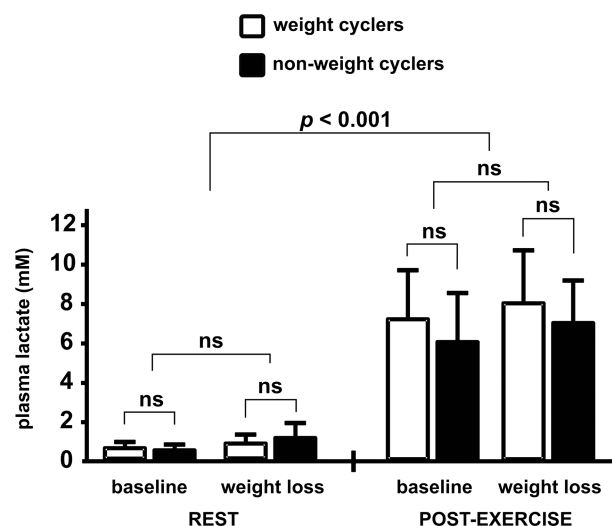 weight cyclers
non-weight cyclers
p < 0.001
ns
ns
ns
12
10
8
6
4
2
0
plasma lactate (mM)
ns
ns
ns
baseline
weight loss
baseline
weight loss
REST
POST-EXERCISE